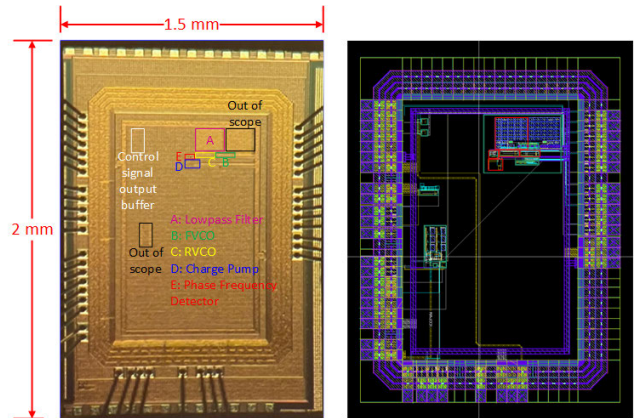 1.5 mm
2 mm
Out of
scope
A
E
D
C
B
Control
signal
output
buffer
Out of
scope
A: Lowpass Filter
B: FVCO
C: RVCO
D: Charge Pump
E: Phase Frequency
Detector